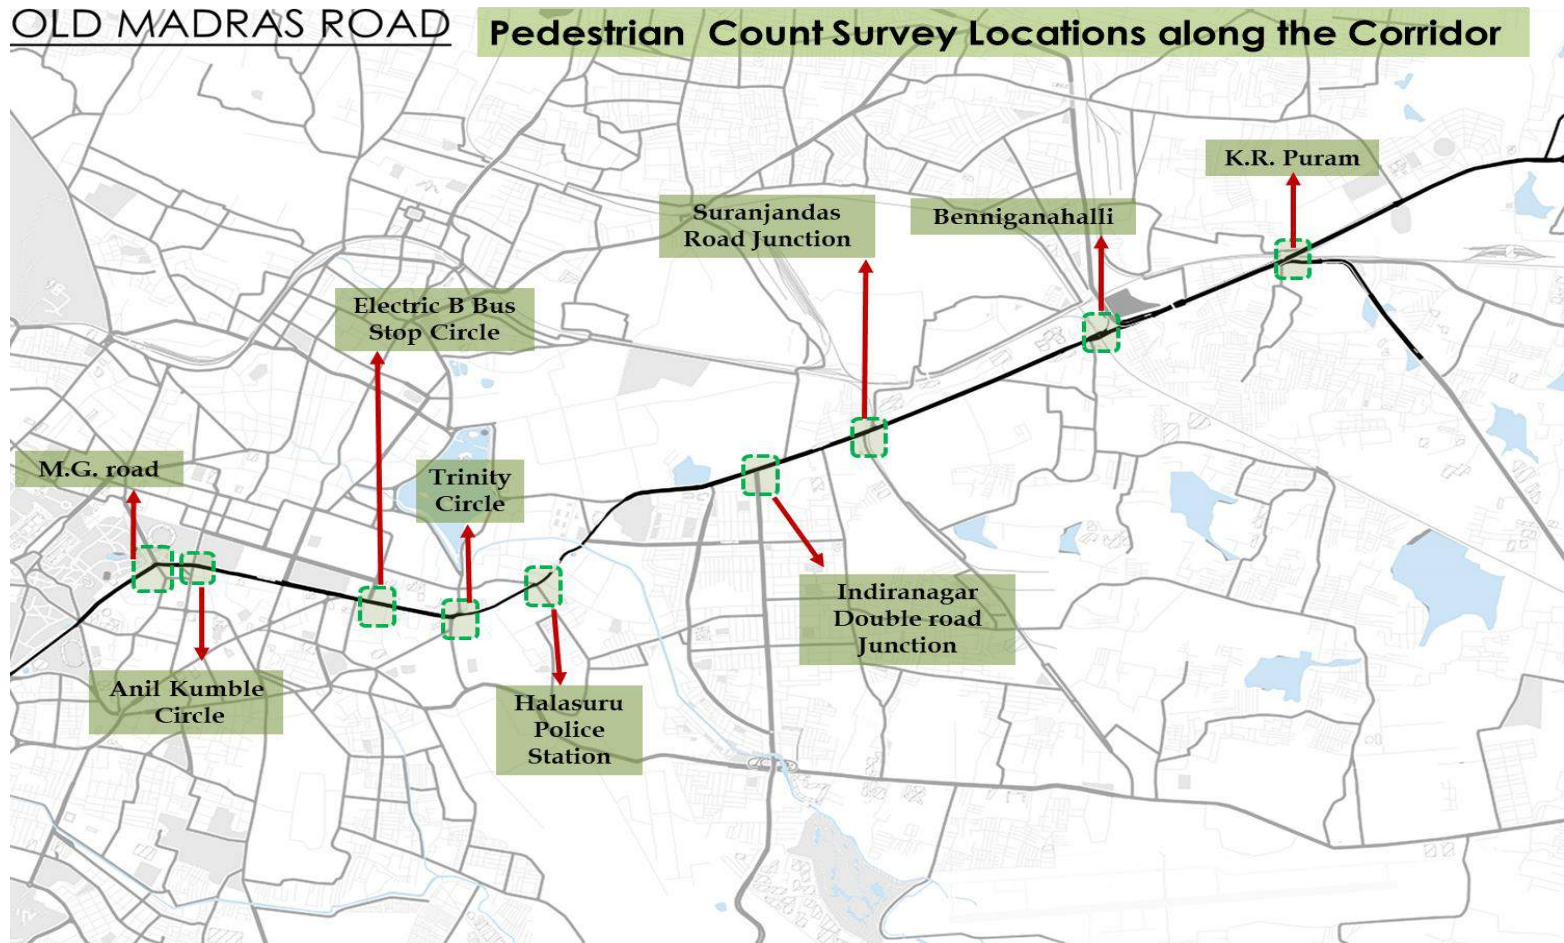 OLD MADRAS ROAD
Pedestrian Count Survey Locations along the Corridor
K.R. Puram
Suranjandas
Road Junction
Benniganahalli
Electric B Bus
Stop Circle
M.G. road
Trinity
Circle
Indiranagar
Double road
Junction
Anil Kumble
Circle
Halasuru
Police
Station